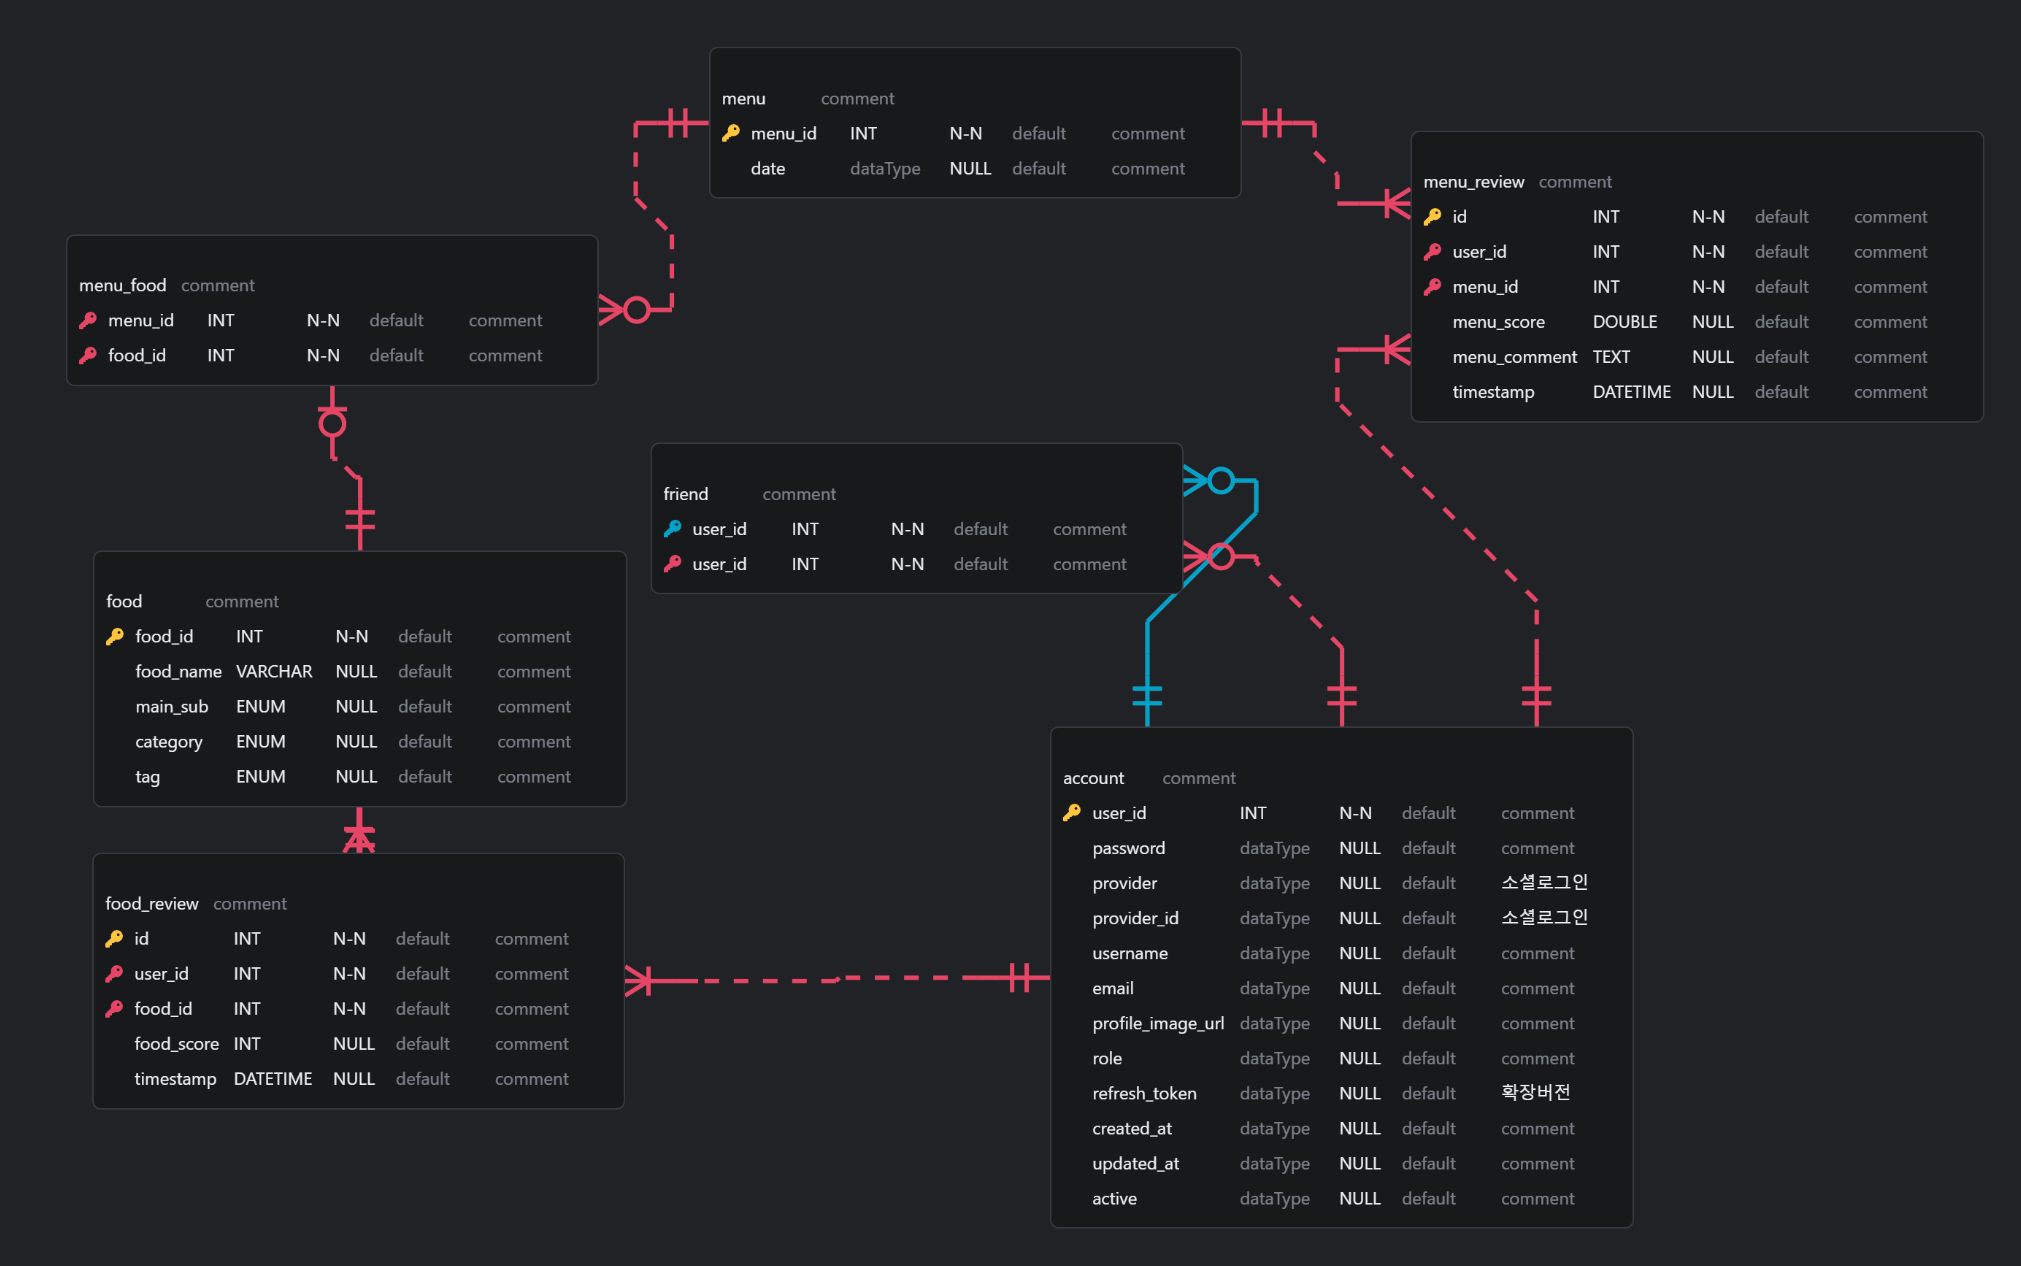 menu comment
menu_id INT N-N default comment
date dataType NULL default comment
menu_review comment
id INT N-N default comment
user_id INT N-N default comment
menu_id INT N-N default comment
menu_score DOUBLE NULL default comment
menu_comment TEXT NULL default comment
timestamp DATETIME NULL default comment
menu_food comment
menu_id INT N-N default comment
food_id INT N-N default comment
friend comment
user_id INT N-N default comment
user_id INT N-N default comment
food comment
food_id INT N-N default comment
food_name VARCHAR NULL default comment
main_sub ENUM NULL default comment
category ENUM NULL default comment
tag ENUM NULL default comment
account comment
user_id INT N-N default comment
password dataType NULL default comment
provider dataType NULL default 소셜로그인
provider_id dataType NULL default 소셜로그인
username dataType NULL default comment
email dataType NULL default comment
profile_image_url dataType NULL default comment
role dataType NULL default comment
refresh_token dataType NULL default 확장버전
created_at dataType NULL default comment
updated_at dataType NULL default comment
active dataType NULL default comment
food_review comment
id INT N-N default comment
user_id INT N-N default comment
food_id INT N-N default comment
food_score INT NULL default comment
timestamp DATETIME NULL default comment